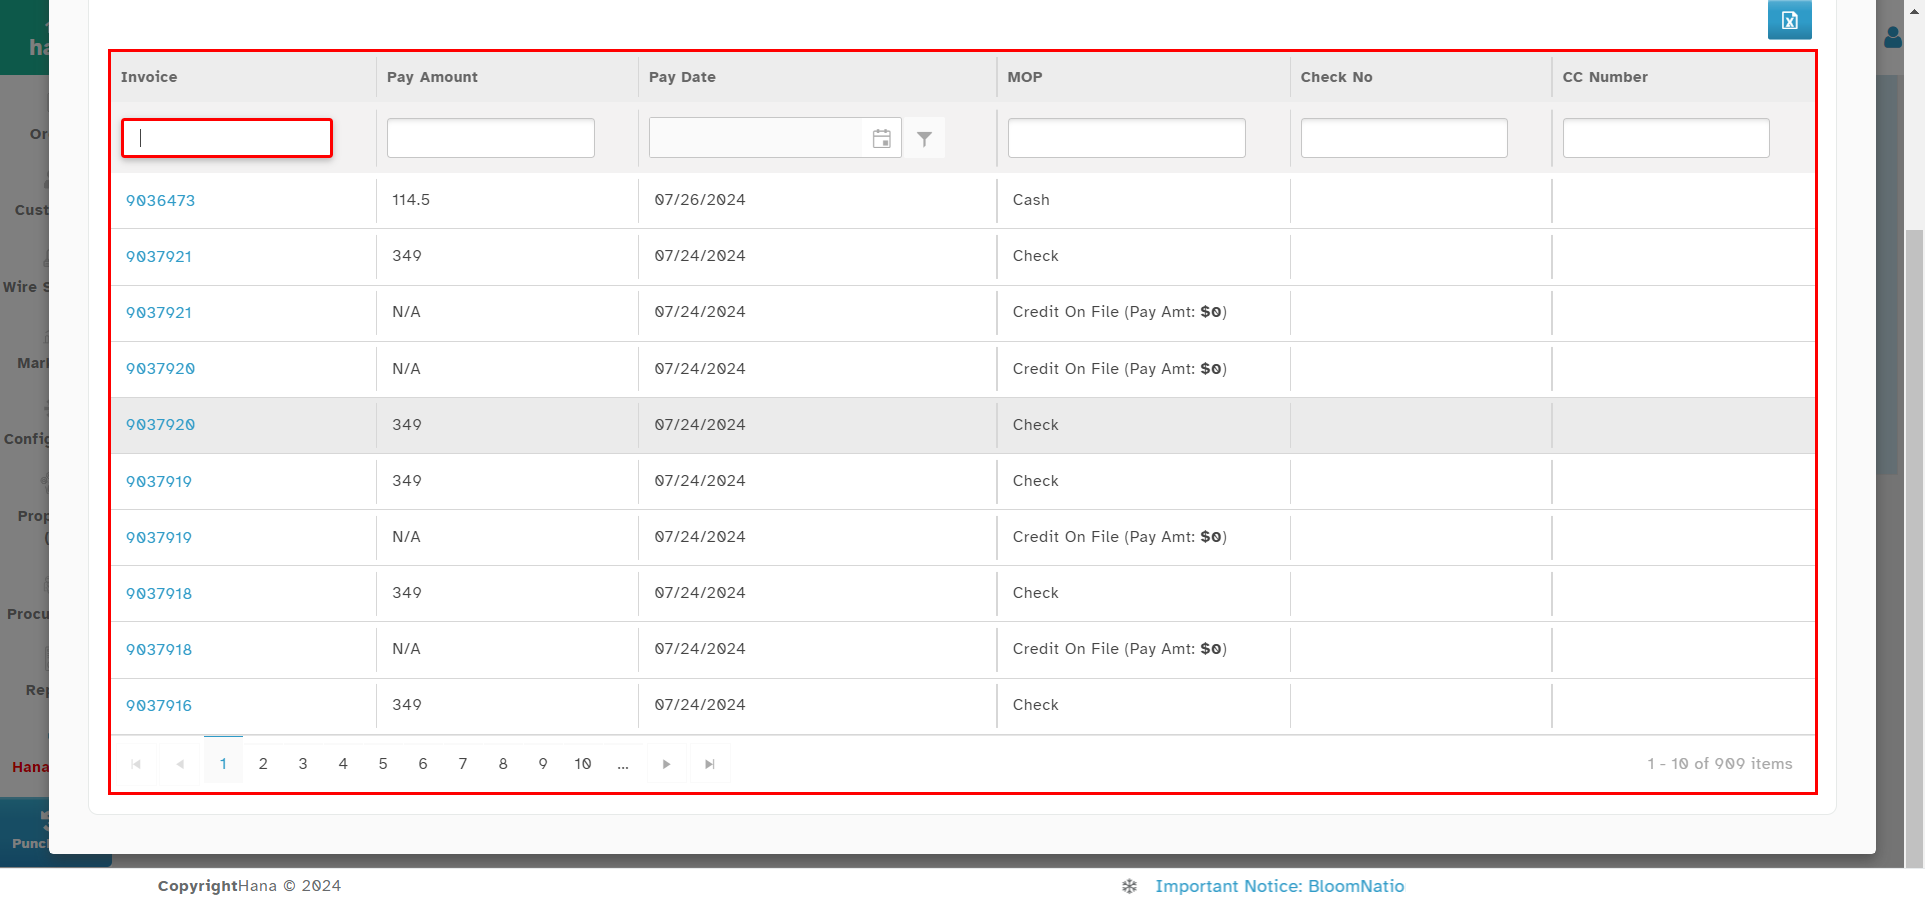 ha
Invoice Pay Amount Pay Date MOP Check No CC Number
9036473 114.5 07/26/2024 Cash
9037921 349 07/24/2024 Check
9037921 N/A 07/24/2024 Credit On File (Pay Amt: $0)
9037920 N/A 07/24/2024 Credit On File (Pay Amt: $0)
9037920 349 07/24/2024 Check
9037919 349 07/24/2024 Check
9037919 N/A 07/24/2024 Credit On File (Pay Amt: $0)
9037918 349 07/24/2024 Check
9037918 N/A 07/24/2024 Credit On File (Pay Amt: $0)
9037916 349 07/24/2024 Check
1 2 3 4 5 6 7 8 9 10 ... 1 - 10 of 909 items
Or
Cust
Wire S
Mark
Config
Prop
(
Procu
Rep
Hana
Punch
CopyrightHana © 2024
Important Notice: BloomNatio